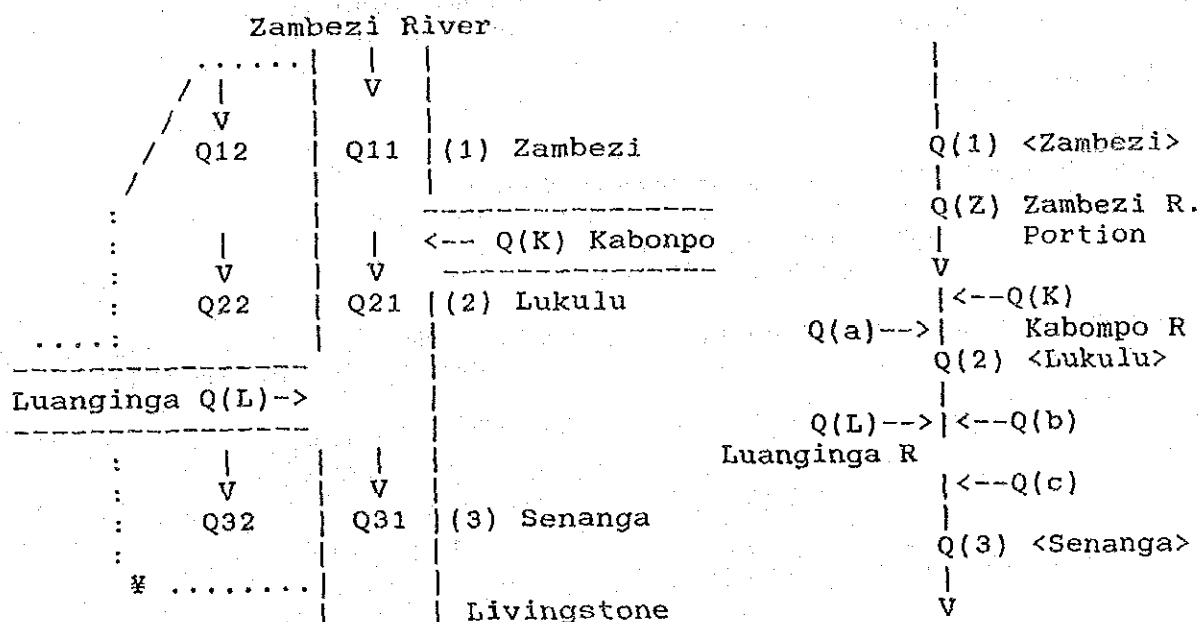 Zambezi River
Q12 Q11 (1) Zambezi
<-- Q(K) Kabonpo
Q22 Q21 (2) Lukulu
Luanginga Q(L)->
Q32 Q31 (3) Senanga
¥
Livingstone
Q(1) <Zambezi>
Q(Z) Zambezi R.
Portion
V
<--Q(K)
Q(a)--> Kabompo R
Q(2) <Lukulu>
Q(L)--> <--Q(b)
Luanginga R
<--Q(c)
Q(3) <Senanga>
V